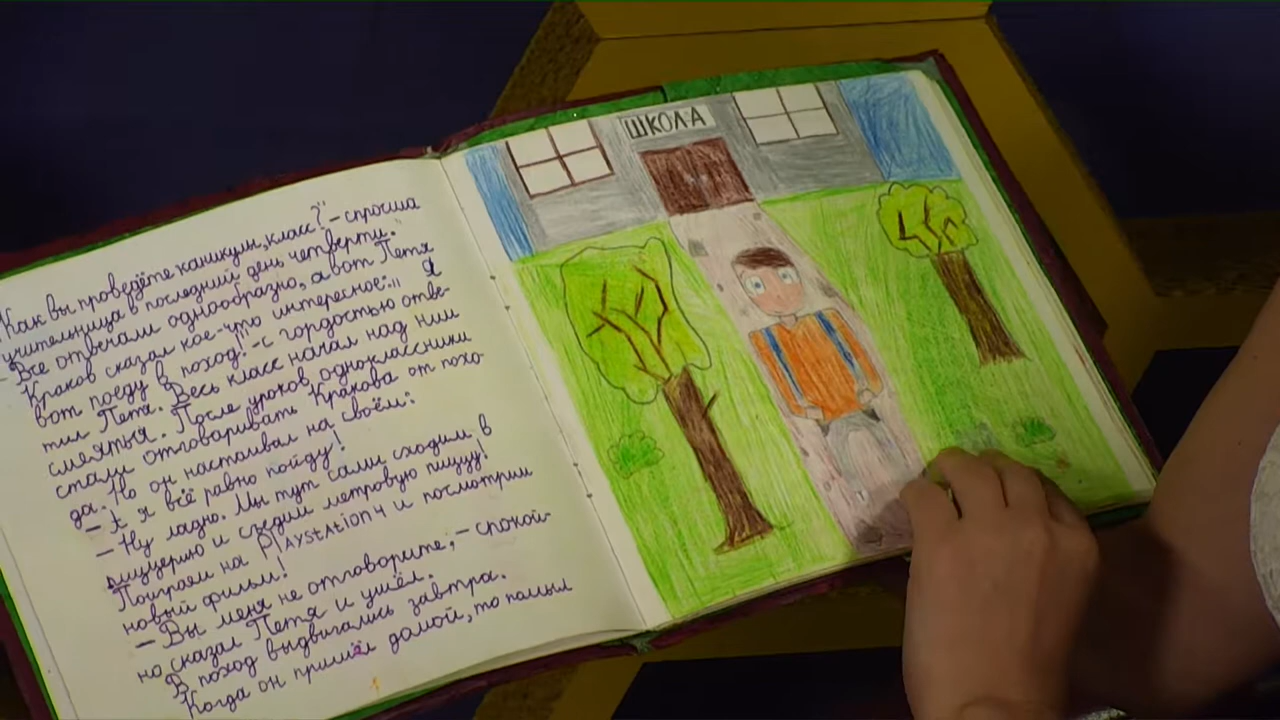 Как вы проведёте каникулы, класс?" – спросила
учительница в последний день четверти.
– Все отвечали однообразно, а вот Петя
Краков сказал кое-что интересное: „Я
вот поеду в поход!" – с гордостью отве-
тил Петя. Весь класс начал над ним
смеяться. После уроков одноклассники
стали отговаривать Кракова от похо-
да. Но он настаивал на своём:
– А я всё равно пойду!
– Ну ладно. Мы тут сами сходим в
пиццерию и съедим метровую пиццу!
Поиграем на PlayStation 4 и посмотрим
новый фильм!
– Вы меня не отговорите, – спокой-
но сказал Петя и ушёл.
В поход выдвигались завтра.
Когда он пришёл домой, то помыл
ШКОЛА